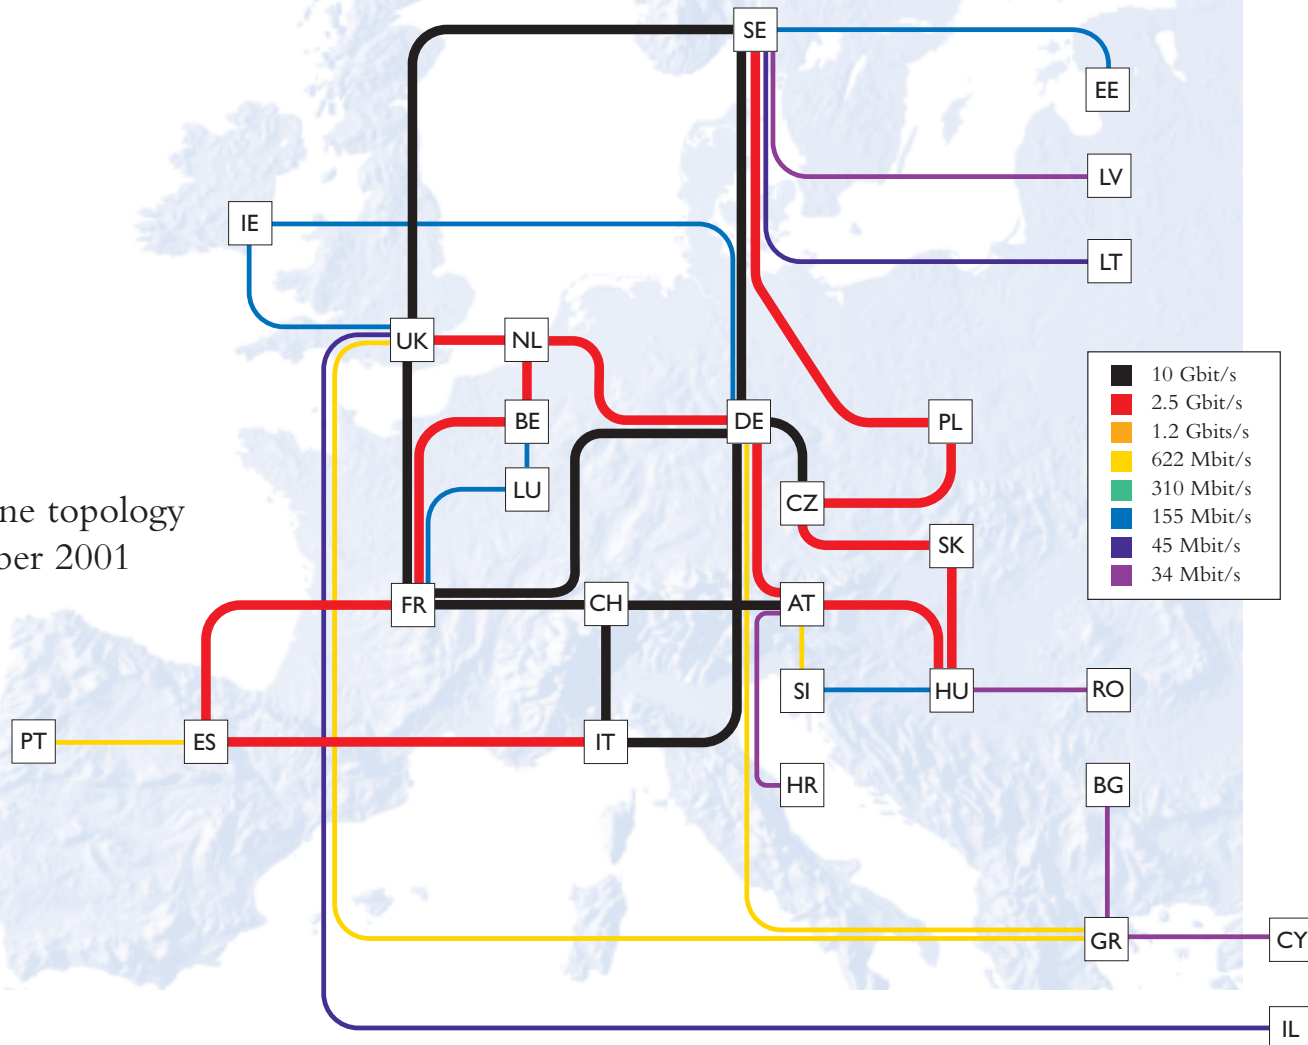 SE
EE
LV
IE
LT
UK
NL
10 Gbit/s
2.5 Gbit/s
1.2 Gbits/s
622 Mbit/s
310 Mbit/s
155 Mbit/s
45 Mbit/s
34 Mbit/s
BE
DE
PL
LU
CZ
ne topology
ber 2001
SK
FR
CH
AT
SI
HU
RO
PT
ES
IT
HR
BG
GR
CY
IL